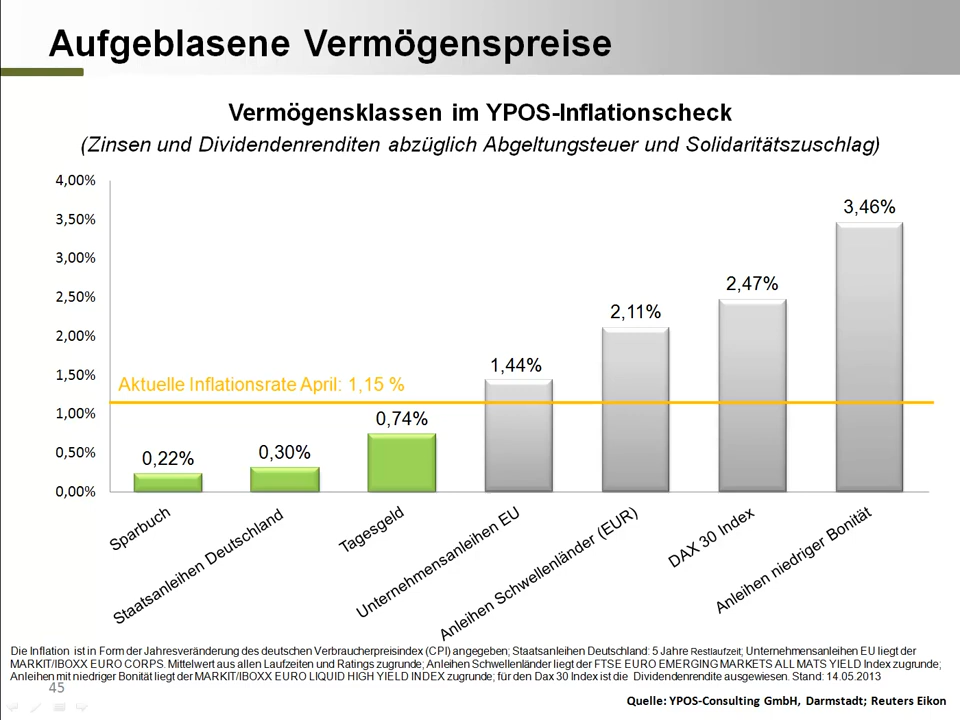 Aufgeblasene Vermögenspreise
Vermögensklassen im YPOS-Inflationscheck
(Zinsen und Dividendenrenditen abzüglich Abgeltungsteuer und Solidaritätszuschlag)
4,00%
3,50%
3,00%
2,50%
2,00%
1,50%
1,00%
0,50%
0,00%
Aktuelle Inflationsrate April: 1,15 %
0,22%
0,30%
0,74%
1,44%
2,11%
2,47%
3,46%
Sparbuch
Staatsanleihen Deutschland
Tagesgeld
Unternehmensanleihen EU
Anleihen Schwellenländer (EUR)
DAX 30 Index
Anleihen niedriger Bonität
Die Inflation ist in Form der Jahresveränderung des deutschen Verbraucherpreisindex (CPI) angegeben; Staatsanleihen Deutschland: 5 Jahre Restlaufzeit; Unternehmensanleihen EU liegt der
MARKIT/IBOXX EURO CORPS. Mittelwert aus allen Laufzeiten und Ratings zugrunde; Anleihen Schwellenländer liegt der FTSE EURO EMERGING MARKETS ALL MATS YIELD Index zugrunde;
Anleihen mit niedriger Bonität liegt der MARKIT/IBOXX EURO LIQUID HIGH YIELD INDEX zugrunde; für den Dax 30 Index ist die Dividendenrendite ausgewiesen. Stand: 14.05.2013
45
Quelle: YPOS-Consulting GmbH, Darmstadt; Reuters Eikon